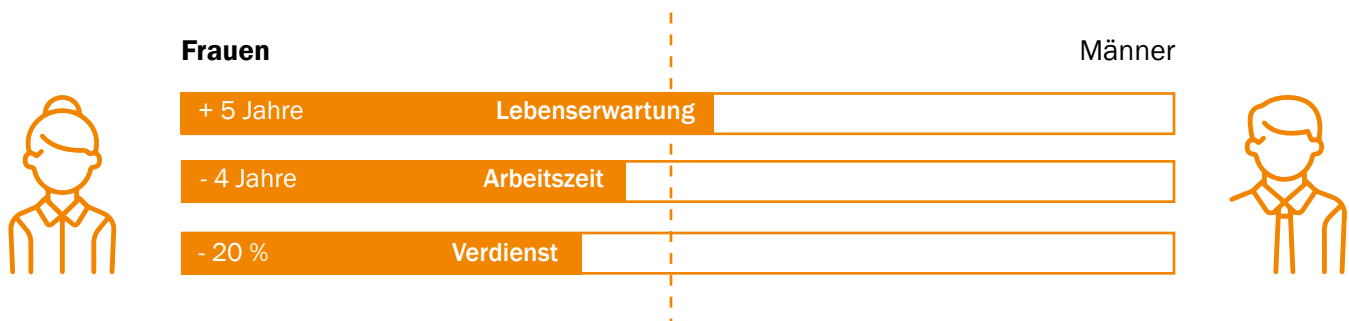 Frauen Männer
+ 5 Jahre Lebenserwartung
- 4 Jahre Arbeitszeit
- 20 % Verdienst